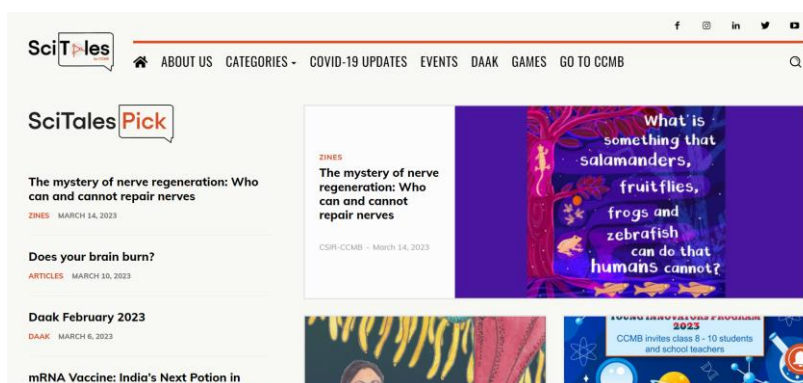 SciTales
by CCMB
ABOUT US CATEGORIES COVID-19 UPDATES EVENTS DAAK GAMES GO TO CCMB
SciTales Pick
The mystery of nerve regeneration: Who
can and cannot repair nerves
ZINES MARCH 14, 2023
Does your brain burn?
ARTICLES MARCH 10, 2023
Daak February 2023
DAAK MARCH 6, 2023
mRNA Vaccine: India's Next Potion in
ZINES
The mystery of nerve
regeneration: Who
can and cannot
repair nerves
CSIR-CCMB - March 14, 2023
What is
something that
salamanders,
fruitflies,
frogs and
zebrafish
can do that
humans cannot?
YOUNG INNOVATORS PROGRAM
2023
CCMB invites class 8 - 10 students
and school teachers